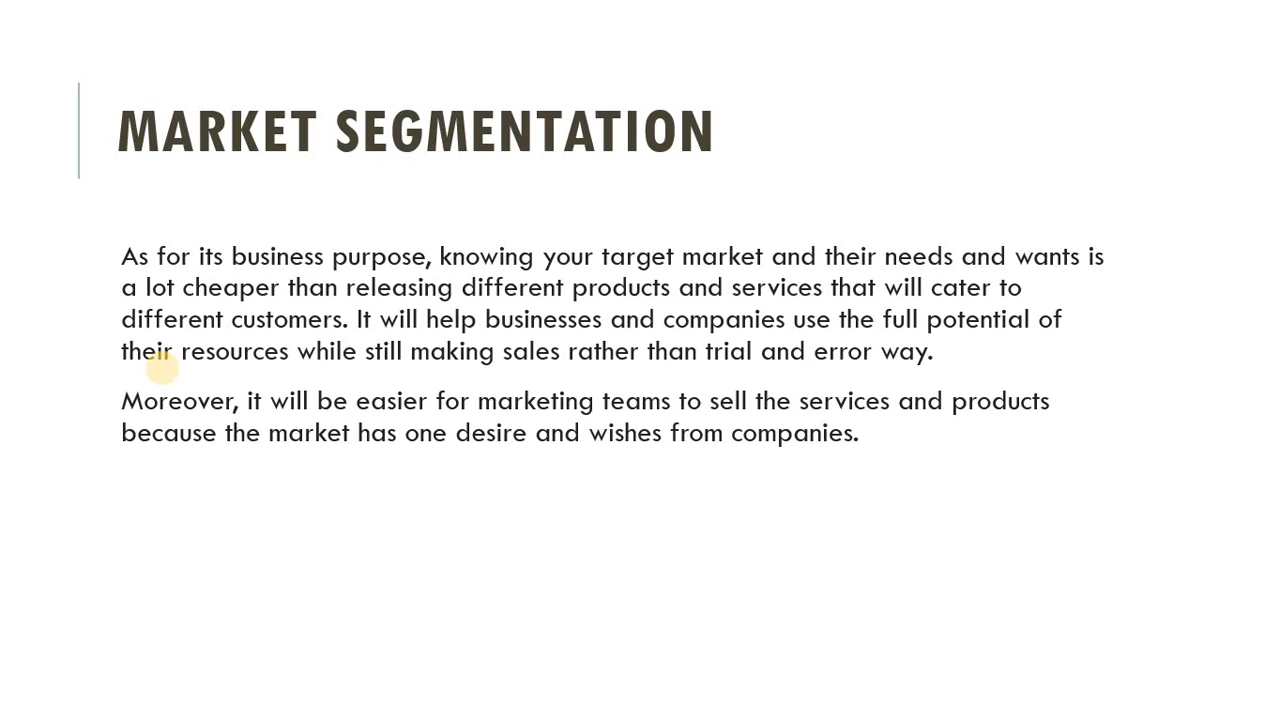 MARKET SEGMENTATION
As for its business purpose, knowing your target market and their needs and wants is
a lot cheaper than releasing different products and services that will cater to
different customers. It will help businesses and companies use the full potential of
their resources while still making sales rather than trial and error way.
Moreover, it will be easier for marketing teams to sell the services and products
because the market has one desire and wishes from companies.